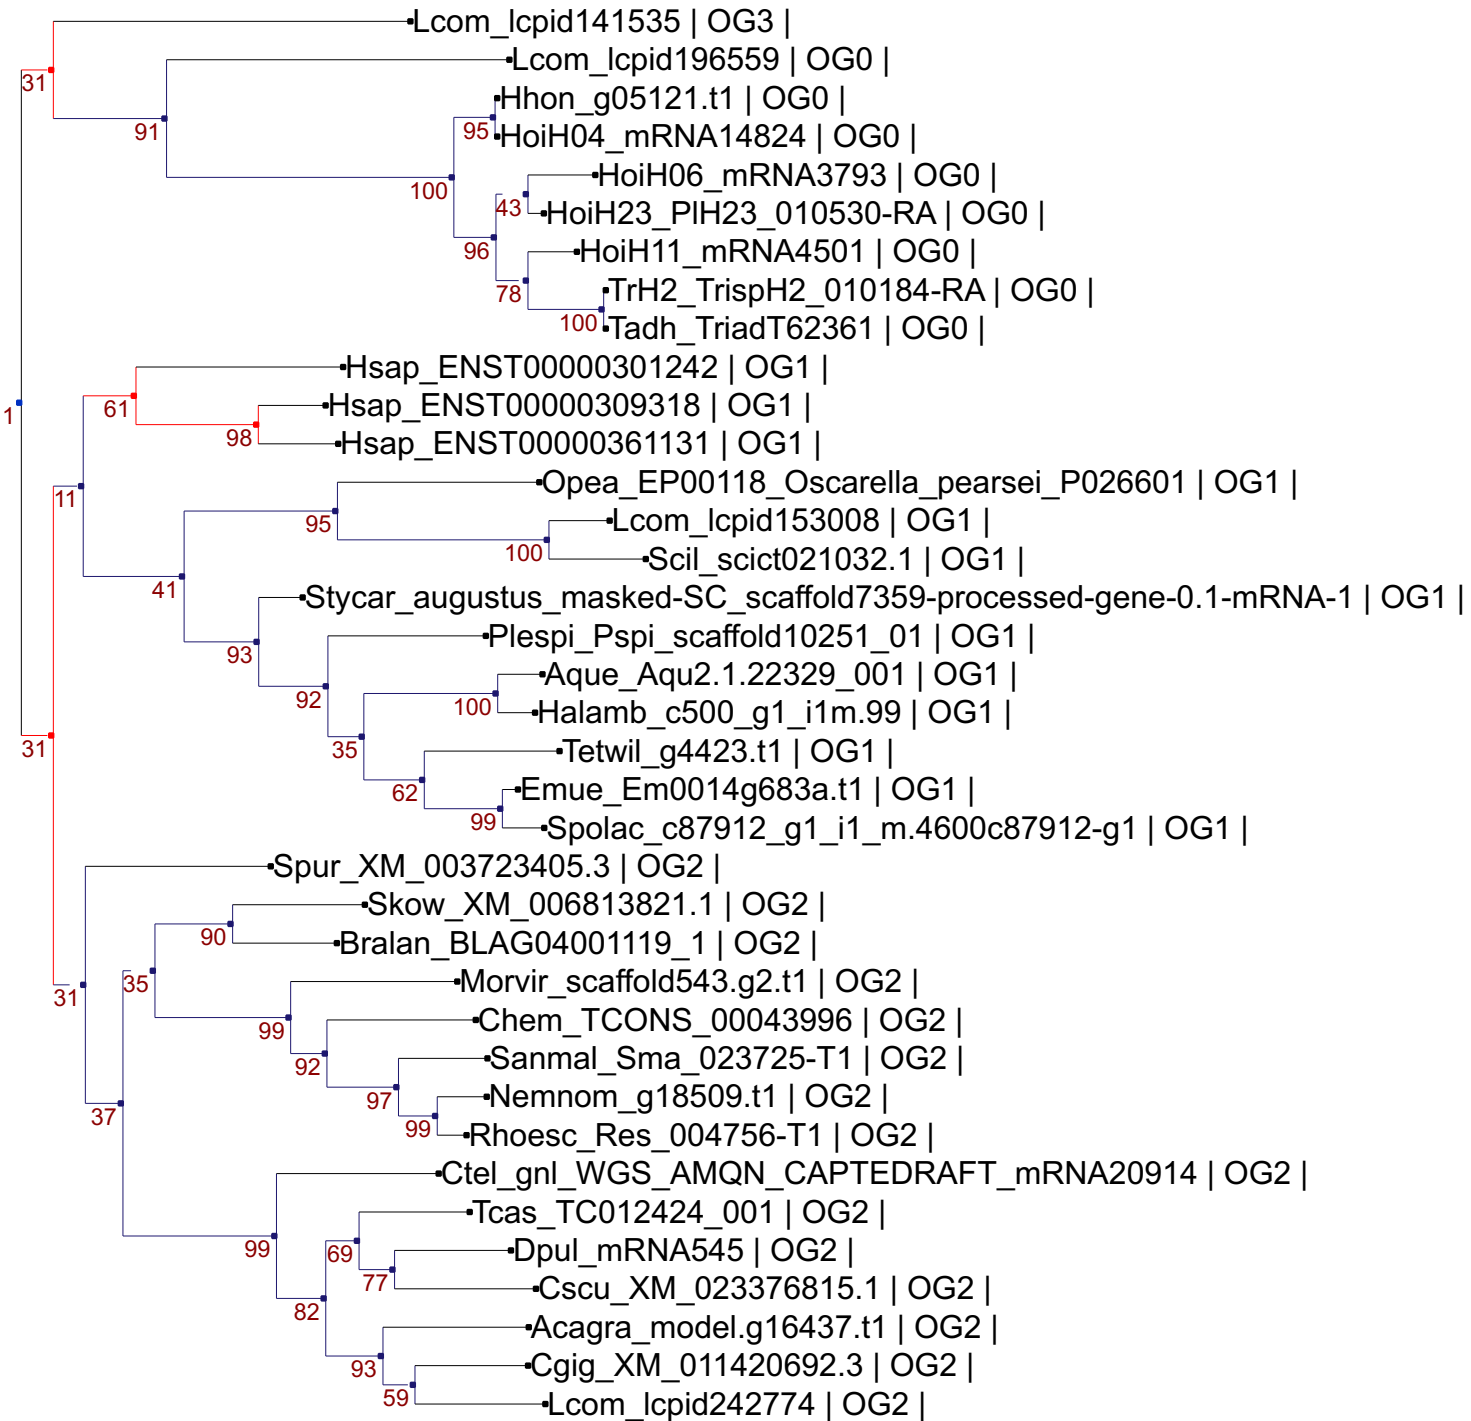 Lcom_lcpid141535 | OG3 |
Lcom_lcpid196559 | OG0 |
31
Hhon_g05121.t1 | OG0 |
91
95
HoiH04_mRNA14824 | OG0 |
HoiH06_mRNA3793 | OG0 |
100
43
HoiH23_PlH23_010530-RA | OG0 |
96
HoiH11_mRNA4501 | OG0 |
78
TrH2_TrispH2_010184-RA | OG0 |
100
Tadh_TriadT62361 | OG0 |
Hsap_ENST00000301242 | OG1 |
61
Hsap_ENST00000309318 | OG1 |
1
98
Hsap_ENST00000361131 | OG1 |
Opea_EP00118_Oscarella_pearsei_P026601 | OG1 |
11
95
Lcom_lcpid153008 | OG1 |
100
Scil_scict021032.1 | OG1 |
41
Stycar_augustus_masked-SC_scaffold7359-processed-gene-0.1-mRNA-1 | OG1 |
Plespi_Pspi_scaffold10251_01 | OG1 |
93
Aque_Aqu2.1.22329_001 | OG1 |
92
100
Halamb_c500_g1_i1m.99 | OG1 |
31
35
Tetwil_g4423.t1 | OG1 |
62
Emue_Em0014g683a.t1 | OG1 |
99
Spolac_c87912_g1_i1_m.4600c87912-g1 | OG1 |
Spur_XM_003723405.3 | OG2 |
Skow_XM_006813821.1 | OG2 |
90
Bralan_BLAG04001119_1 | OG2 |
35
Morvir_scaffold543.g2.t1 | OG2 |
31
Chem_TCONS_00043996 | OG2 |
99
Sanmal_Sma_023725-T1 | OG2 |
92
Nemnom_g18509.t1 | OG2 |
97
37
99
Rhoesc_Res_004756-T1 | OG2 |
Ctel_gnl_WGS_AMQN_CAPTEDRAFT_mRNA20914 | OG2 |
Tcas_TC012424_001 | OG2 |
99
69
Dpul_mRNA545 | OG2 |
77
Cscu_XM_023376815.1 | OG2 |
82
Acagra_model.g16437.t1 | OG2 |
93
Cgig_XM_011420692.3 | OG2 |
59
Lcom_lcpid242774 | OG2 |